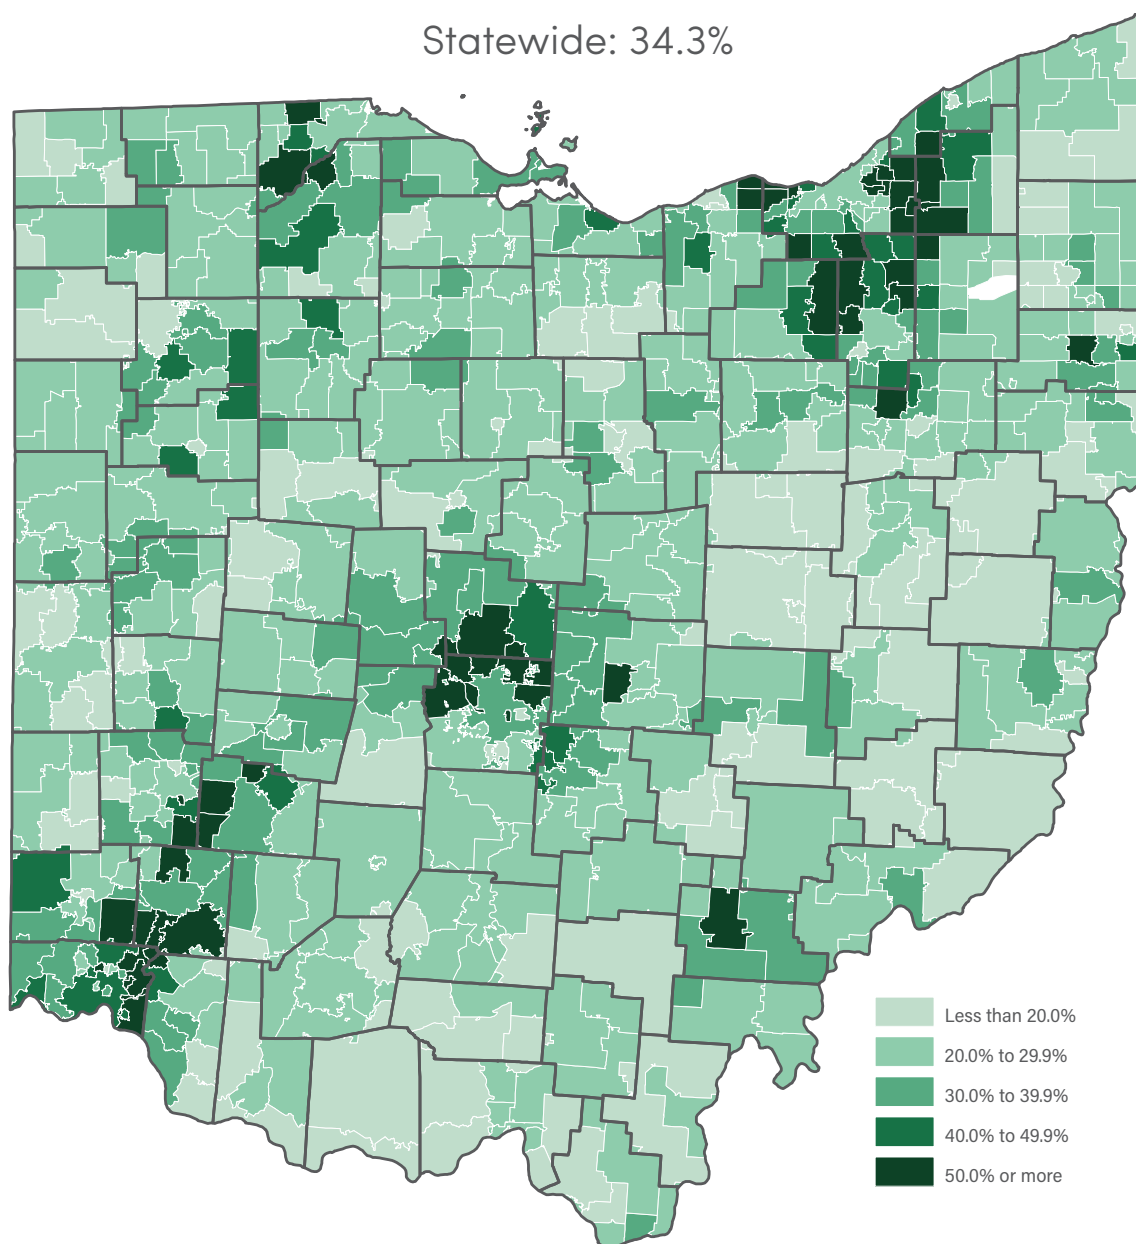 Statewide: 34.3%
Less than 20.0%
20.0% to 29.9%
30.0% to 39.9%
40.0% to 49.9%
50.0% or more